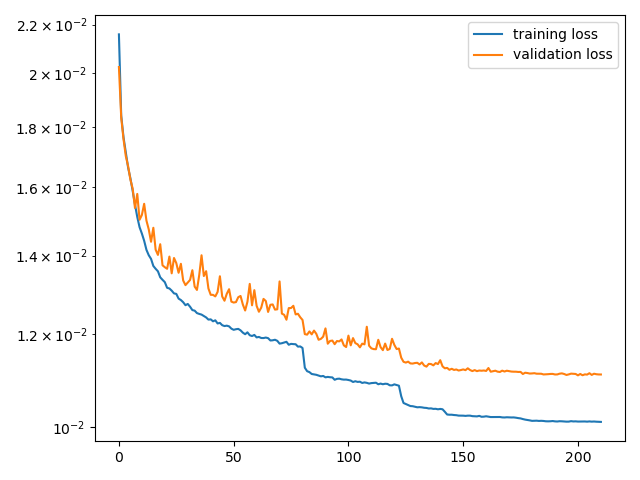 2.2 × 10⁻²
2 × 10⁻²
1.8 × 10⁻²
1.6 × 10⁻²
1.4 × 10⁻²
1.2 × 10⁻²
10⁻²
0
50
100
150
200
training loss
validation loss